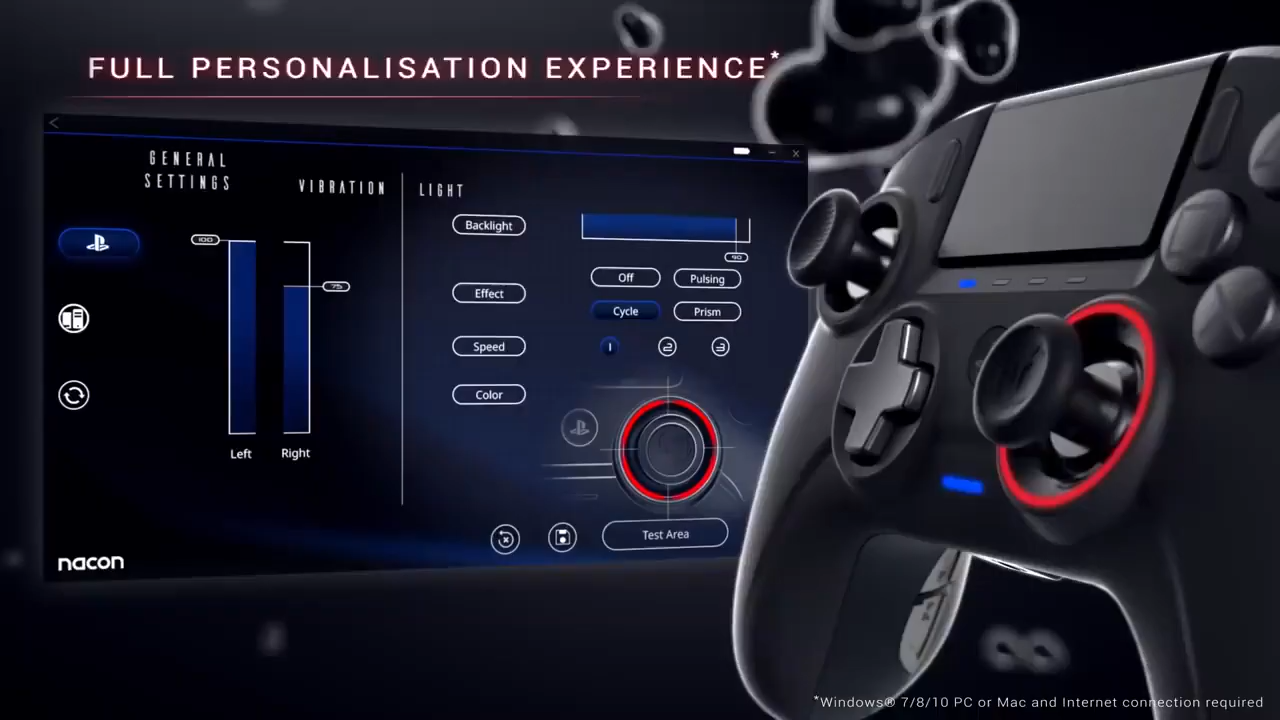 FULL PERSONALISATION EXPERIENCE*
GENERAL
SETTINGS
VIBRATION
LIGHT
Backlight
100
75
90
Off
Pulsing
Effect
Cycle
Prism
Speed
1
2
3
Color
Left
Right
Test Area
nacon
*Windows® 7/8/10 PC or Mac and Internet connection required